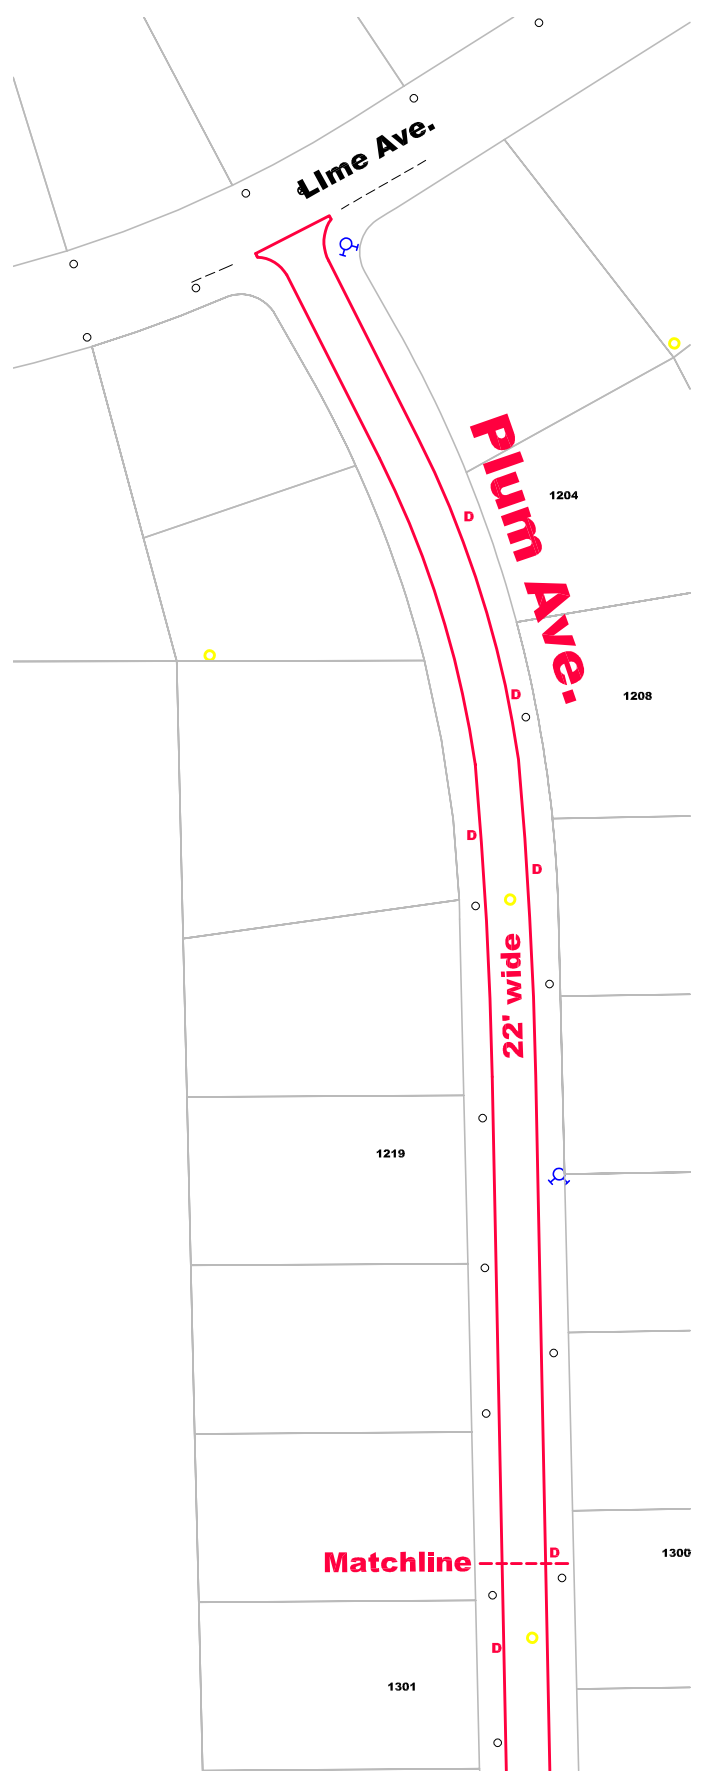 LIme Ave.
Plum Ave.
D
1204
D
1208
D
D
22' wide
1219
D
Matchline
1300
D
1301